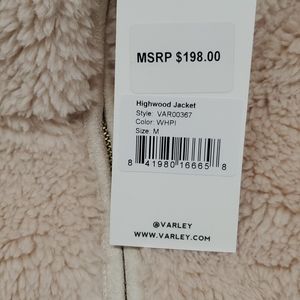 MSRP $198.00
Highwood Jacket
Style: VAR00367
Color: WHPI
Size: M
8 41980 16665 8
@VARLEY
WWW.VARLEY.COM